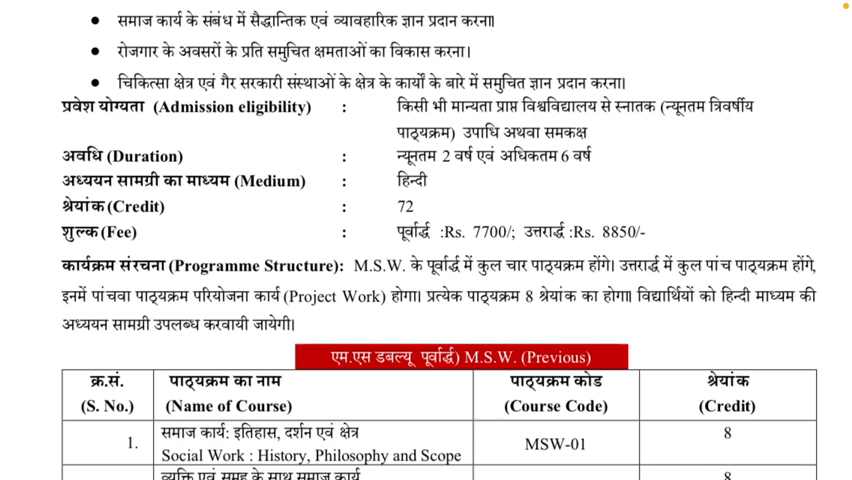 • समाज कार्य के संबंध में सैद्धान्तिक एवं व्यावहारिक ज्ञान प्रदान करना॥
• रोजगार के अवसरों के प्रति समुचित क्षमताओं का विकास करना।
• चिकित्सा क्षेत्र एवं गैर सरकारी संस्थाओं के क्षेत्र के कार्यों के बारे में समुचित ज्ञान प्रदान करना।
प्रवेश योग्यता (Admission eligibility) : किसी भी मान्यता प्राप्त विश्वविद्यालय से स्नातक (न्यूनतम त्रिवर्षीय
पाठ्यक्रम) उपाधि अथवा समकक्ष
अवधि (Duration) : न्यूनतम 2 वर्ष एवं अधिकतम 6 वर्ष
अध्ययन सामग्री का माध्यम (Medium) : हिन्दी
श्रेयांक (Credit) : 72
शुल्क (Fee) : पूर्वार्द्ध :Rs. 7700/; उत्तरार्द्ध :Rs. 8850/-
कार्यक्रम संरचना (Programme Structure): M.S.W. के पूर्वार्द्ध में कुल चार पाठ्यक्रम होंगे। उत्तरार्द्ध में कुल पांच पाठ्यक्रम होंगे,
इनमें पांचवा पाठ्यक्रम परियोजना कार्य (Project Work) होगा। प्रत्येक पाठ्यक्रम 8 श्रेयांक का होगा॥ विद्यार्थियों को हिन्दी माध्यम की
अध्ययन सामग्री उपलब्ध करवायी जायेगी।
एम.एस डबल्यू पूर्वार्द्ध) M.S.W. (Previous)
क्र.सं. पाठ्यक्रम का नाम पाठ्यक्रम कोड श्रेयांक
(S. No.) (Name of Course) (Course Code) (Credit)
1. समाज कार्य: इतिहास, दर्शन एवं क्षेत्र MSW-01 8
Social Work : History, Philosophy and Scope
व्यक्ति एवं समूह के साथ समाज कार्य 8